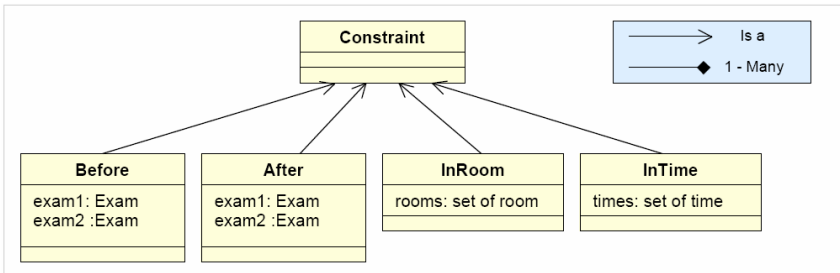 Constraint
Is a
1 - Many
Before
exam1: Exam
exam2 :Exam
After
exam1: Exam
exam2 :Exam
InRoom
rooms: set of room
InTime
times: set of time